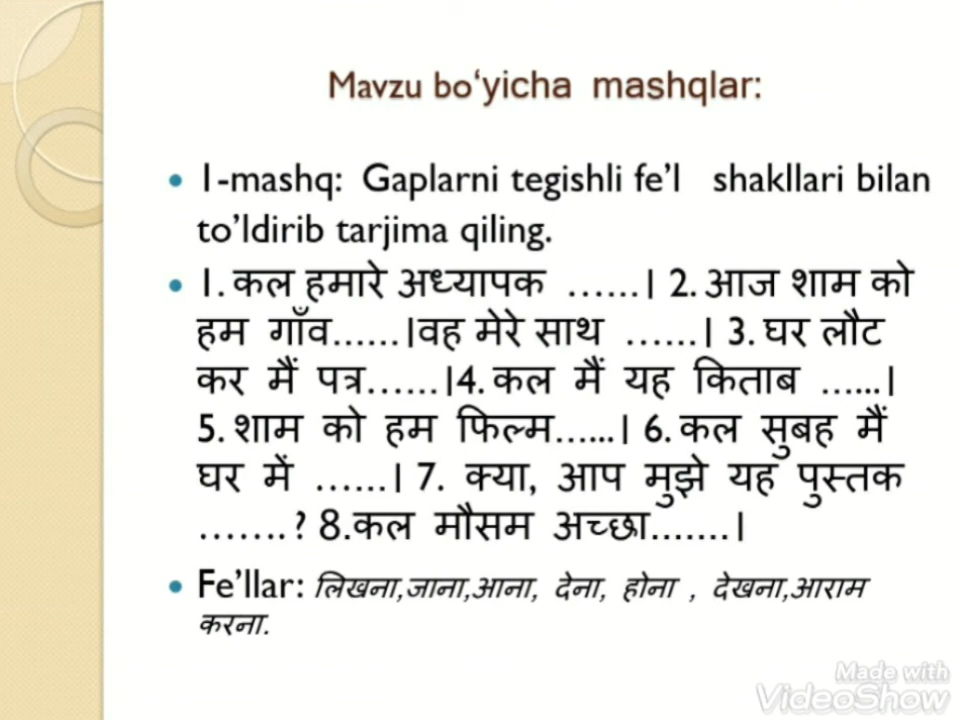 Mavzu bo‘yicha mashqlar:
1-mashq: Gaplarni tegishli fe’l shakllari bilan
to’ldirib tarjima qiling.
1. कल हमारे अध्यापक ……। 2. आज शाम को
हम गाँव......।वह मेरे साथ ……। 3. घर लौट
कर मैं पत्र……।4. कल मैं यह किताब …...।
5. शाम को हम फिल्म…...। 6. कल सुबह मैं
घर में ……। 7. क्या, आप मुझे यह पुस्तक
…….? 8.कल मौसम अच्छा.......।
Fe’llar: लिखना,जाना,आना, देना, होना , देखना,आराम
करना.
Made with
VideoShow